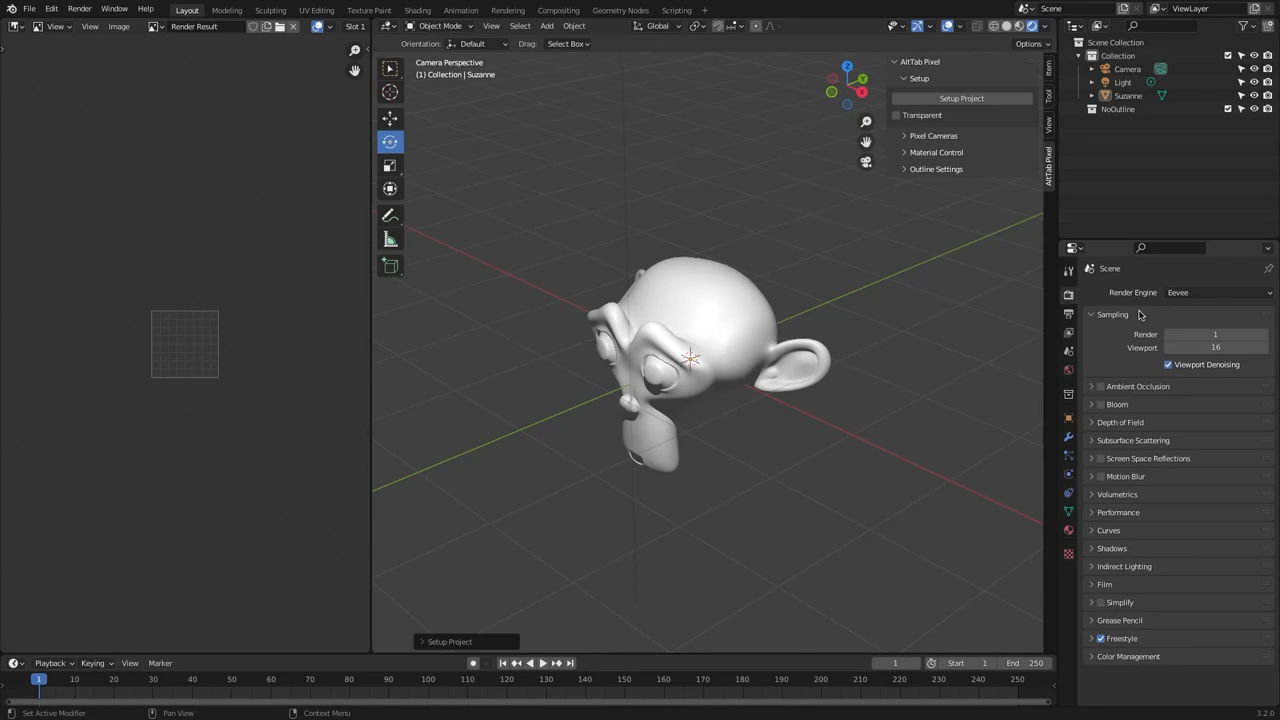 File Edit Render Window Help
Layout Modeling Sculpting UV Editing Texture Paint Shading Animation Rendering Compositing Geometry Nodes Scripting +
Scene
ViewLayer
View View Image
Render Result
Slot 1
Object Mode
View Select Add Object
Global
Orientation: Default Drag: Select Box
Options
Camera Perspective
(1) Collection | Suzanne
Z
Y
X
AltTab Pixel
Setup
Setup Project
Transparent
Pixel Cameras
Material Control
Outline Settings
Item
Tool
View
AltTab Pixel
Scene Collection
Collection
Camera
Light
Suzanne
NoOutline
Scene
Render Engine Eevee
Sampling
Render 1
Viewport 16
Viewport Denoising
Ambient Occlusion
Bloom
Depth of Field
Subsurface Scattering
Screen Space Reflections
Motion Blur
Volumetrics
Performance
Curves
Shadows
Indirect Lighting
Film
Simplify
Grease Pencil
Freestyle
Color Management
Setup Project
Playback Keying View Marker
1
Start 1
End 250
1 10 20 30 40 50 60 70 80 90 100 110 120 130 140 150 160 170 180 190 200 210 220 230 240 250
Set Active Modifier
Pan View
Context Menu
3.2.0